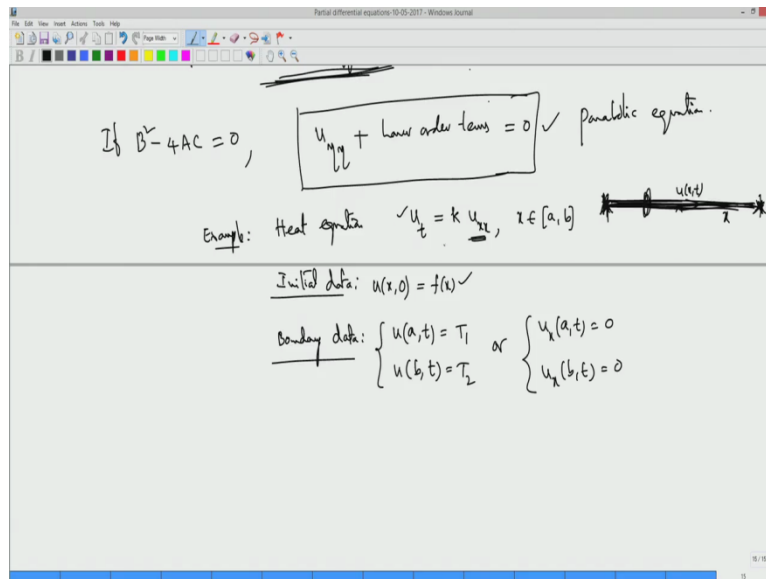 Partial differential equations-10-05-2017 - Windows Journal
File Edit View Insert Actions Tools Help
Page Width
B I
If B² - 4AC = 0, u_ηη + Lower order terms = 0 ✓ parabolic equation.
Example: Heat equation ✓ u_t = k u_xx, x ∈ [a, b] u(x,t) x
Initial data: u(x,0) = f(x) ✓
Boundary data: { u(a,t) = T₁ or { u_x(a,t) = 0
u(b,t) = T₂ u_x(b,t) = 0
15